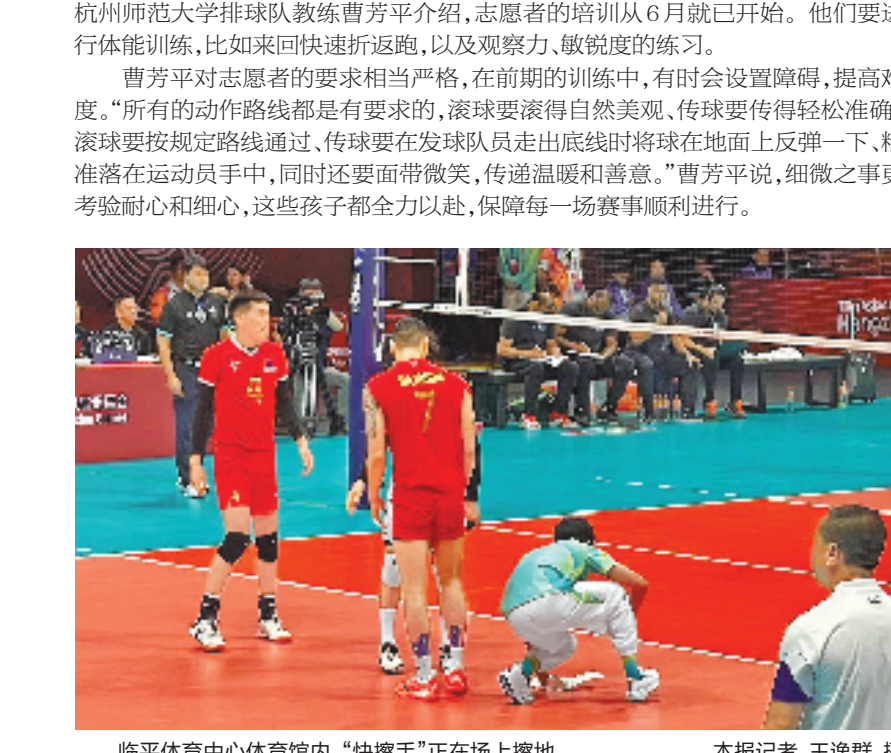 杭州师范大学排球队教练曹芳平介绍,志愿者的培训从6月就已开始。他们要
行体能训练,比如来回快速折返跑,以及观察力、敏锐度的练习。
曹芳平对志愿者的要求相当严格,在前期的训练中,有时会设置障碍,提高
度。“所有的动作路线都是有要求的,滚球要滚得自然美观、传球要传得轻松准确
滚球要按规定路线通过、传球要在发球队员走出底线时将球在地面上反弹一下、
准落在运动员手中,同时还要面带微笑,传递温暖和善意。”曹芳平说,细微之事更
考验耐心和细心,这些孩子都全力以赴,保障每一场赛事顺利进行。
7
临平体育中心体育馆内,“快擦手”正在场上擦地。 本报记者 王逸群